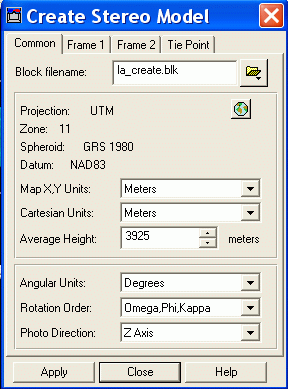 Create Stereo Model
Common Frame 1 Frame 2 Tie Point
Block filename: la_create.blk
Projection: UTM
Zone: 11
Spheroid: GRS 1980
Datum: NAD83
Map X,Y Units: Meters
Cartesian Units: Meters
Average Height: 3925 meters
Angular Units: Degrees
Rotation Order: Omega,Phi,Kappa
Photo Direction: Z Axis
Apply Close Help